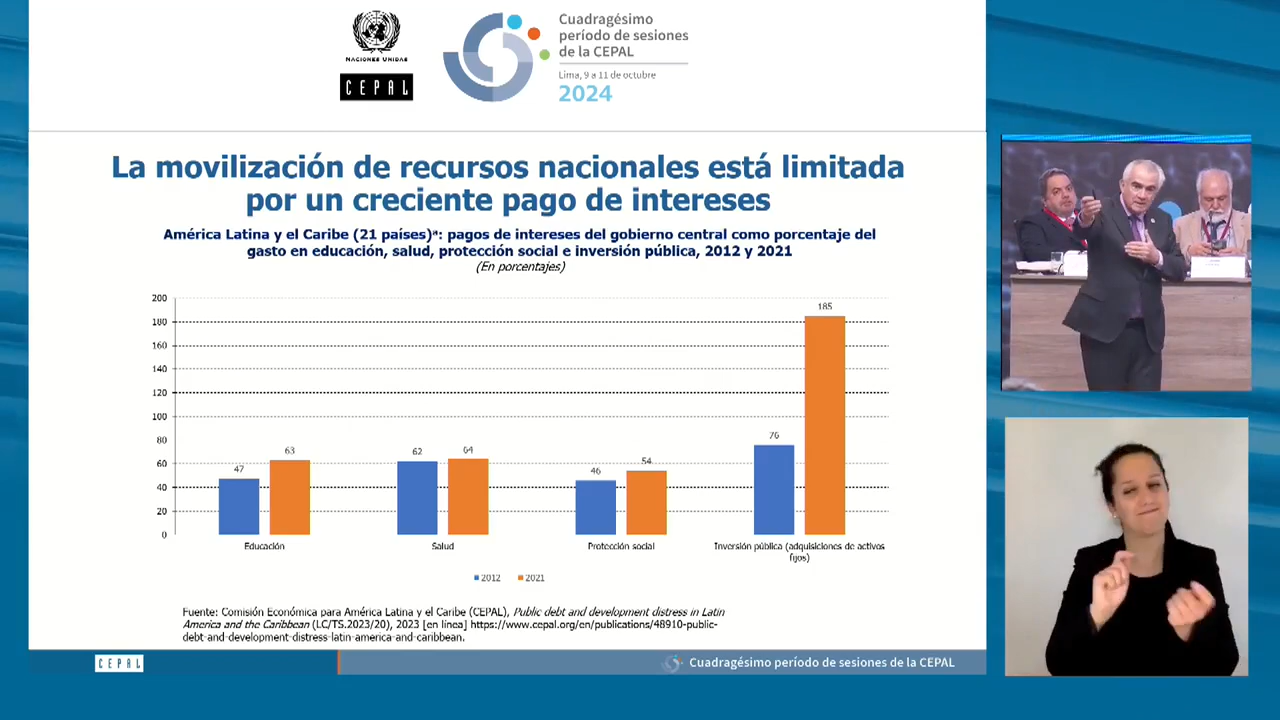 NACIONES UNIDAS
CEPAL
Cuadragésimo
período de sesiones
de la CEPAL
Lima, 9 a 11 de octubre
2024
La movilización de recursos nacionales está limitada
por un creciente pago de intereses
América Latina y el Caribe (21 países)ᵃ: pagos de intereses del gobierno central como porcentaje del
gasto en educación, salud, protección social e inversión pública, 2012 y 2021
(En porcentajes)
200
180
160
140
120
100
80
60
40
20
0
47
63
62
64
46
54
76
185
Educación
Salud
Protección social
Inversión pública (adquisiciones de activos
fijos)
2012
2021
Fuente: Comisión Económica para América Latina y el Caribe (CEPAL), Public debt and development distress in Latin
America and the Caribbean (LC/TS.2023/20), 2023 [en línea] https://www.cepal.org/en/publications/48910-public-
debt-and-development-distress-latin-america-and-caribbean.
CEPAL
Cuadragésimo período de sesiones de la CEPAL